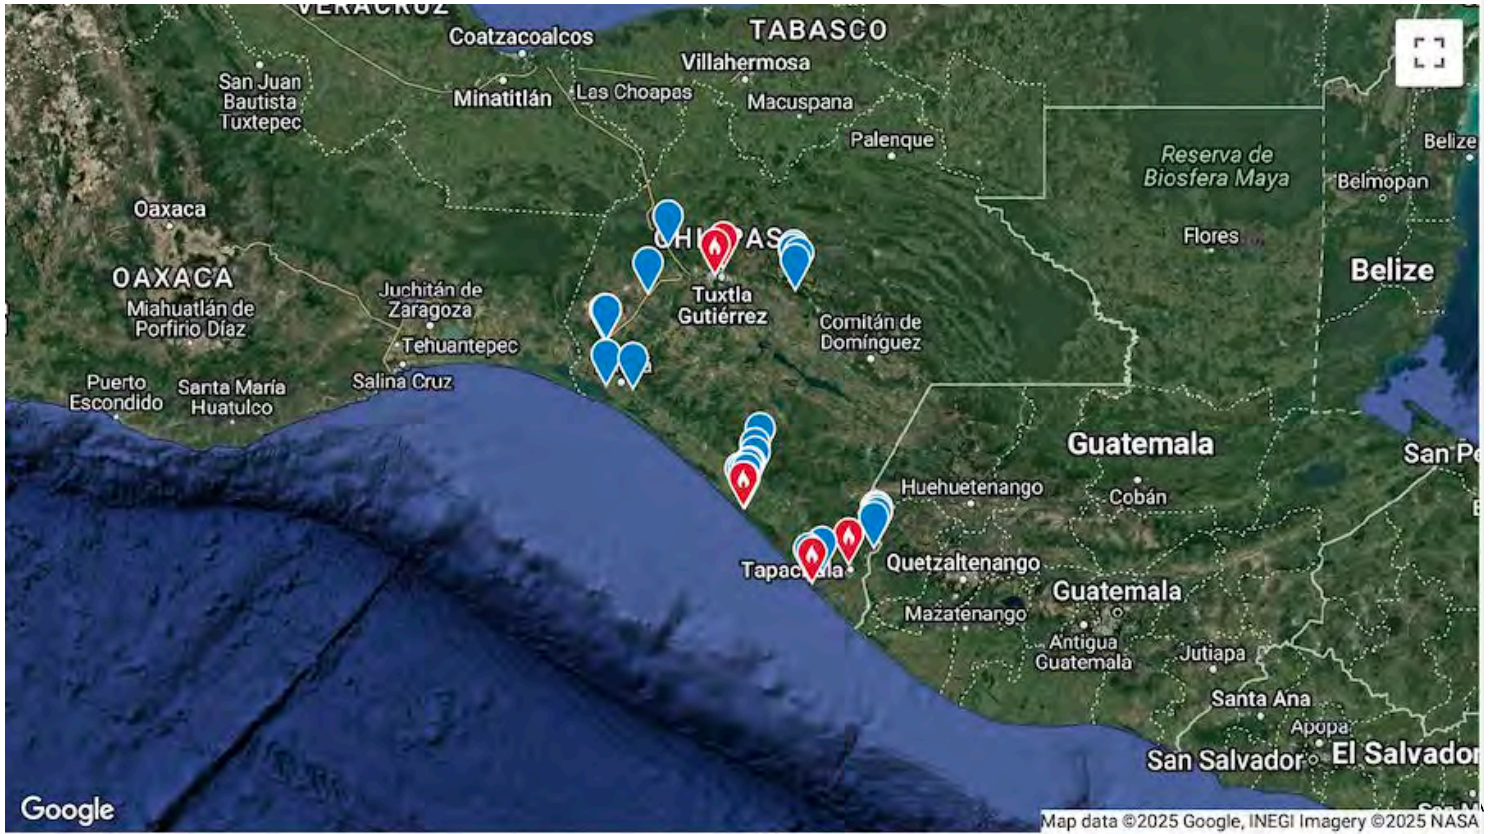 VERACRUZ
TABASCO
Coatzacoalcos
Villahermosa
San Juan
Bautista
Tuxtepec
Minatitlán
Las Choapas
Macuspana
Palenque
Belize
Reserva de
Biosfera Maya
Belmopan
Oaxaca
Flores
OAXACA
Belize
Miahuatlán de
Porfirio Díaz
Juchitán de
Zaragoza
Tuxtla
Gutiérrez
Comitán de
Domínguez
Tehuantepec
Salina Cruz
Puerto
Escondido
Santa María
Huatulco
Guatemala
San Pe
Huehuetenango
Cobán
Tapachula
Quetzaltenango
Guatemala
Mazatenango
Antigua
Guatemala
Jutiapa
Santa Ana
Apopa
San Salvador
El Salvador
Google
Map data ©2025 Google, INEGI Imagery ©2025 NASA